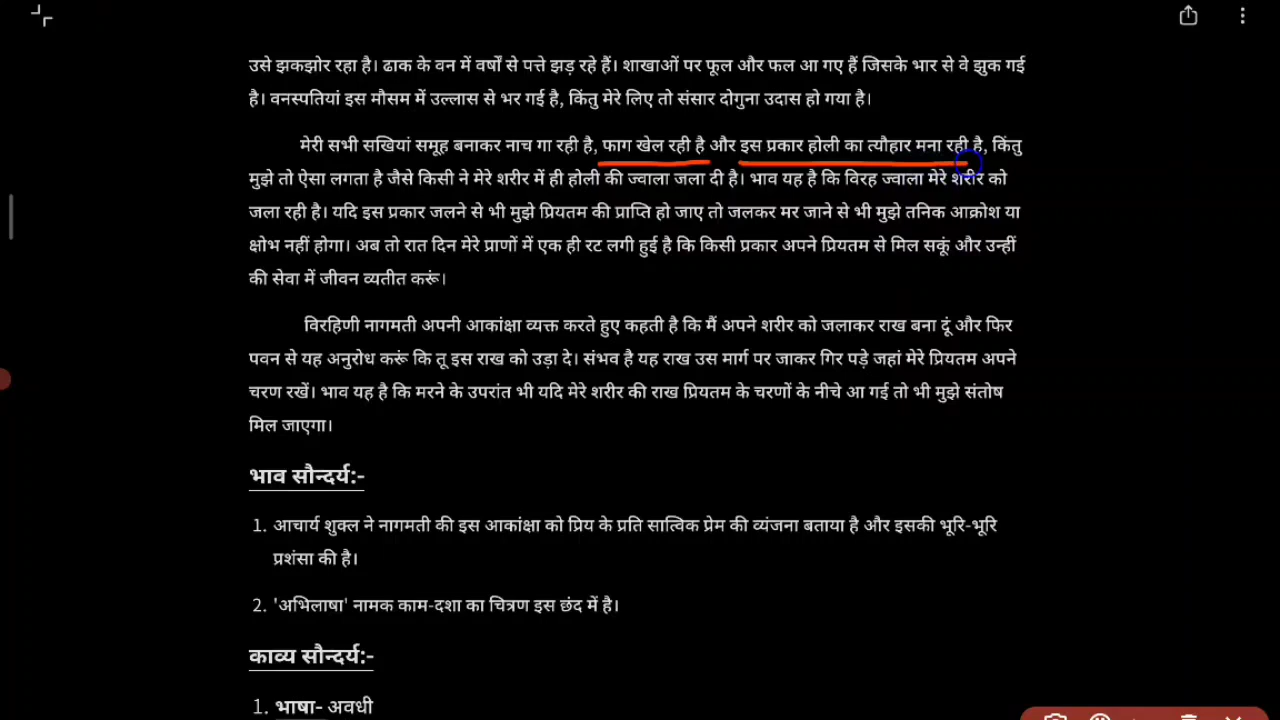 उसे झकझोर रहा है। ढाक के वन में वर्षों से पत्ते झड़ रहे हैं। शाखाओं पर फूल और फल आ गए हैं जिसके भार से वे झुक गई
है। वनस्पतियां इस मौसम में उल्लास से भर गई है, किंतु मेरे लिए तो संसार दोगुना उदास हो गया है।
मेरी सभी सखियां समूह बनाकर नाच गा रही है, फाग खेल रही है और इस प्रकार होली का त्यौहार मना रही है, किंतु
मुझे तो ऐसा लगता है जैसे किसी ने मेरे शरीर में ही होली की ज्वाला जला दी है। भाव यह है कि विरह ज्वाला मेरे शरीर को
जला रही है। यदि इस प्रकार जलने से भी मुझे प्रियतम की प्राप्ति हो जाए तो जलकर मर जाने से भी मुझे तनिक आक्रोश या
क्षोभ नहीं होगा। अब तो रात दिन मेरे प्राणों में एक ही रट लगी हुई है कि किसी प्रकार अपने प्रियतम से मिल सकूं और उन्हीं
की सेवा में जीवन व्यतीत करूं।
विरहिणी नागमती अपनी आकांक्षा व्यक्त करते हुए कहती है कि मैं अपने शरीर को जलाकर राख बना दूं और फिर
पवन से यह अनुरोध करूं कि तू इस राख को उड़ा दे। संभव है यह राख उस मार्ग पर जाकर गिर पड़े जहां मेरे प्रियतम अपने
चरण रखें। भाव यह है कि मरने के उपरांत भी यदि मेरे शरीर की राख प्रियतम के चरणों के नीचे आ गई तो भी मुझे संतोष
मिल जाएगा।
भाव सौन्दर्य:-
1. आचार्य शुक्ल ने नागमती की इस आकांक्षा को प्रिय के प्रति सात्विक प्रेम की व्यंजना बताया है और इसकी भूरि-भूरि
प्रशंसा की है।
2. 'अभिलाषा' नामक काम-दशा का चित्रण इस छंद में है।
काव्य सौन्दर्य:-
1. भाषा- अवधी